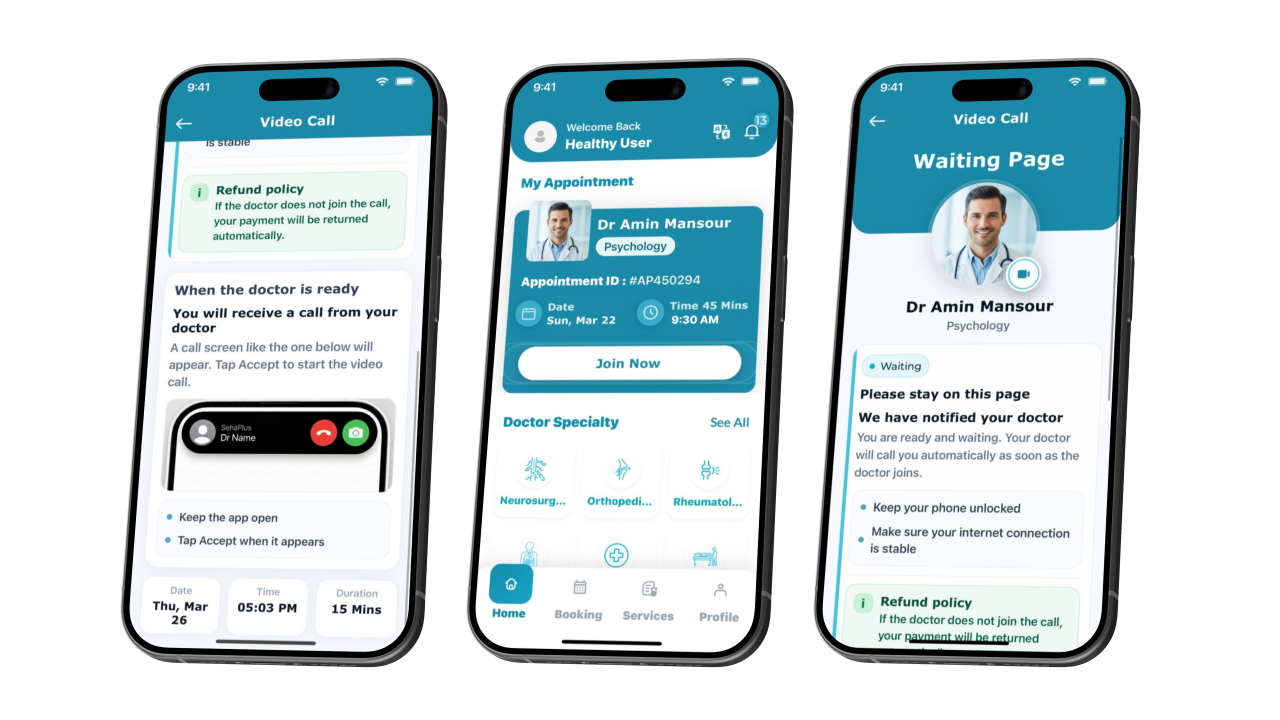 9:41
Video Call
is stable
Refund policy
If the doctor does not join the call,
your payment will be returned
automatically.
When the doctor is ready
You will receive a call from your
doctor
A call screen like the one below will
appear. Tap Accept to start the video
call.
SehaPlus
Dr Name
Keep the app open
Tap Accept when it appears
Date
Thu, Mar
26
Time
05:03 PM
Duration
15 Mins
9:41
Welcome Back
Healthy User
13
My Appointment
Dr Amin Mansour
Psychology
Appointment ID : #AP450294
Date
Sun, Mar 22
Time 45 Mins
9:30 AM
Join Now
Doctor Specialty
See All
Neurosurg...
Orthopedi...
Rheumatol...
Home
Booking
Services
Profile
9:41
Video Call
Waiting Page
Dr Amin Mansour
Psychology
Waiting
Please stay on this page
We have notified your doctor
You are ready and waiting. Your doctor
will call you automatically as soon as the
doctor joins.
Keep your phone unlocked
Make sure your internet connection
is stable
Refund policy
If the doctor does not join the call,
your payment will be returned